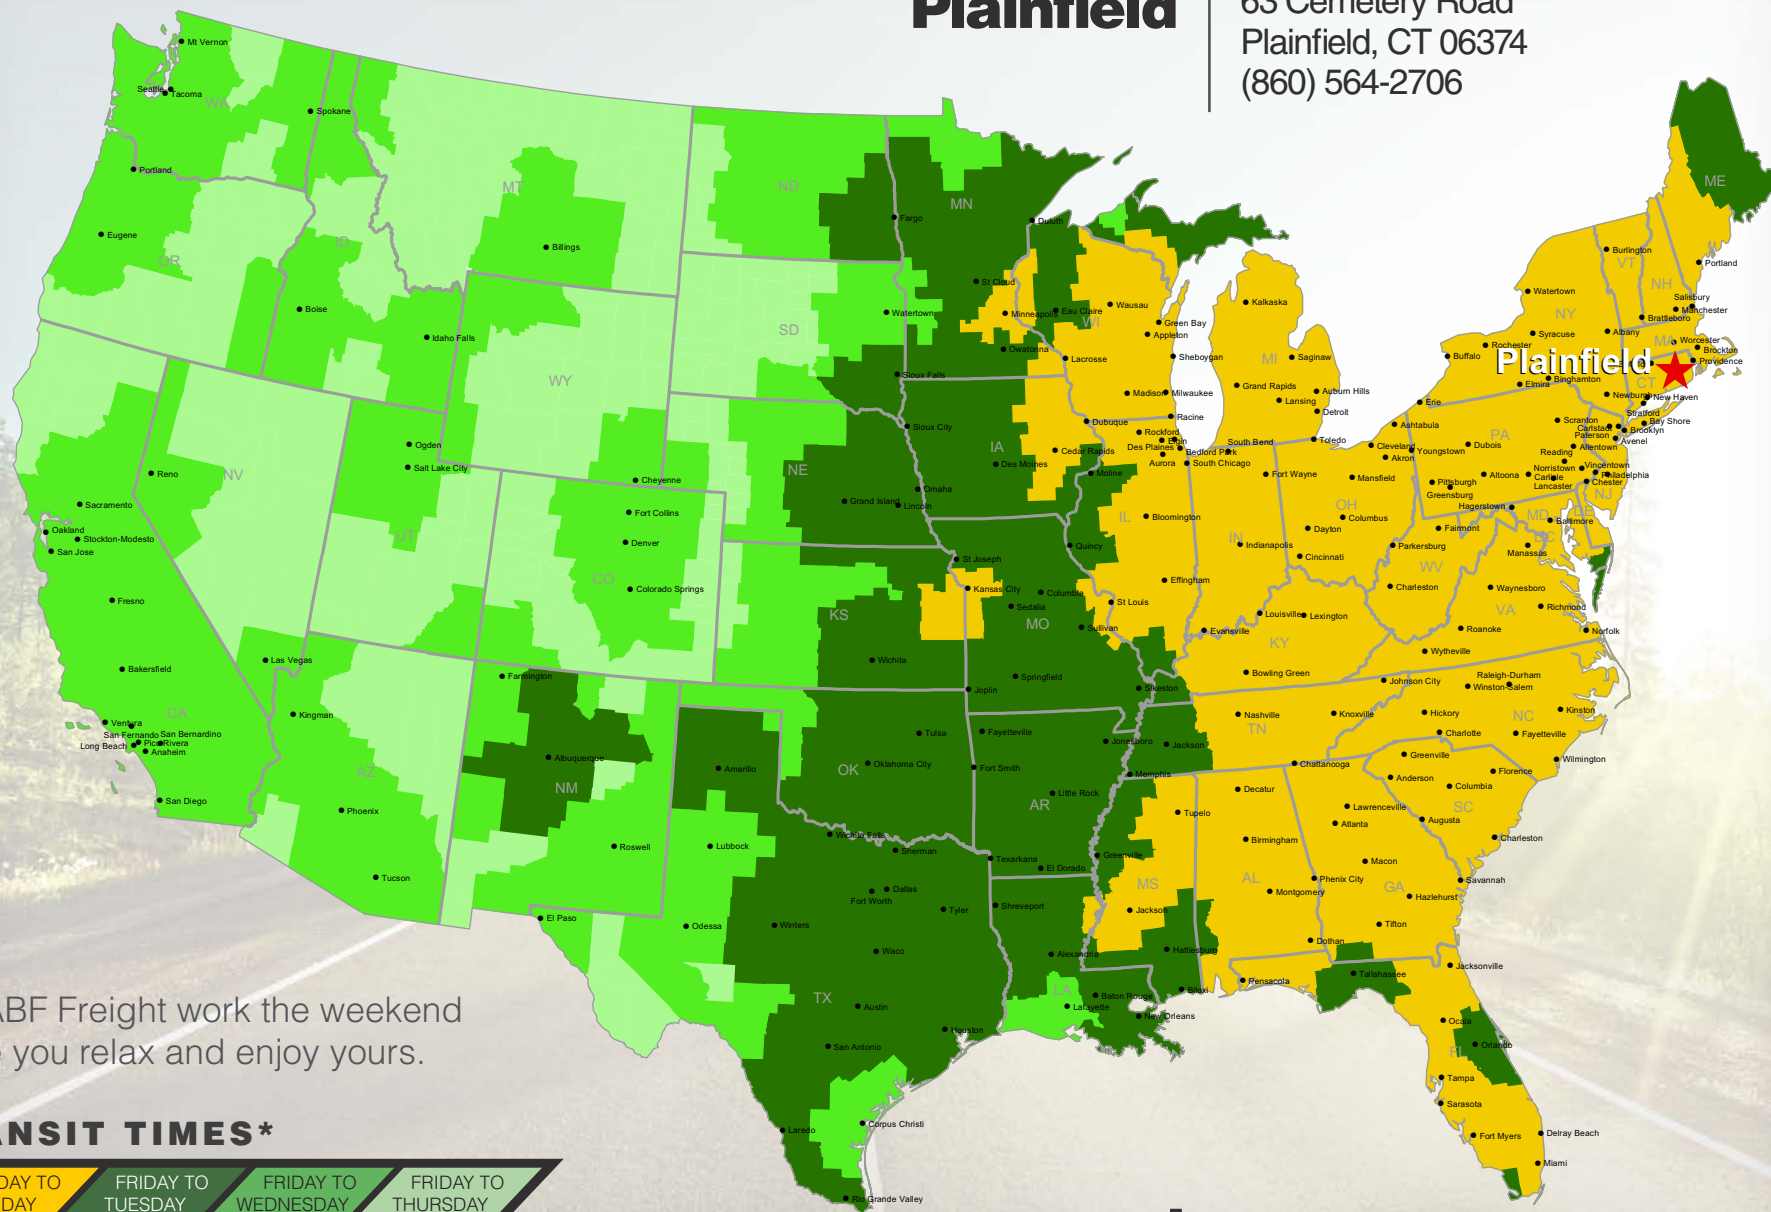 Plainfield
63 Cemetery Road
Plainfield, CT 06374
(860) 564-2706
Mt Vernon
Seattle
Tacoma
WA
Spokane
Portland
Eugene
OR
ID
Boise
Idaho Falls
MT
Billings
ND
Fargo
MN
Duluth
St Cloud
Minneapolis
Owatonna
Eau Claire
WI
Wausau
Green Bay
Appleton
Sheboygan
Lacrosse
Madison
Milwaukee
Racine
SD
Watertown
Sioux Falls
WY
Cheyenne
NV
Reno
Ogden
Salt Lake City
UT
Sacramento
Oakland
Stockton-Modesto
San Jose
Fresno
Bakersfield
CA
Ventura
San Fernando
San Bernardino
Long Beach
Pico Rivera
Anaheim
San Diego
Las Vegas
Kingman
AZ
Phoenix
Tucson
Fort Collins
Denver
CO
Colorado Springs
Farmington
Albuquerque
NM
Roswell
El Paso
NE
Grand Island
Lincoln
Omaha
Sioux City
IA
Des Moines
Cedar Rapids
Dubuque
Moline
KS
Wichita
St Joseph
Kansas City
Columbia
Sedalia
MO
Sullivan
St Louis
Springfield
Joplin
Sikeston
Quincy
Rockford
Elgin
Des Plaines
Bedford Park
Aurora
South Chicago
IL
Bloomington
Effingham
OK
Tulsa
Oklahoma City
Amarillo
Lubbock
Odessa
Wichita Falls
Sherman
Dallas
Fort Worth
Tyler
Winters
Waco
TX
Austin
Houston
San Antonio
Corpus Christi
Laredo
Rio Grande Valley
Fayetteville
Fort Smith
Jonesboro
Little Rock
AR
Texarkana
El Dorado
Shreveport
Alexandria
LA
Lafayette
Baton Rouge
New Orleans
Memphis
Jackson
Greenville
Tupelo
MS
Jackson
Hattiesburg
Biloxi
MI
Kalkaska
Saginaw
Grand Rapids
Lansing
Auburn Hills
Detroit
South Bend
Toledo
Fort Wayne
IN
Indianapolis
Evansville
OH
Cleveland
Akron
Ashtabula
Youngstown
Mansfield
Columbus
Dayton
Cincinnati
Louisville
Lexington
KY
Bowling Green
Nashville
TN
Knoxville
Johnson City
Chattanooga
Decatur
Birmingham
AL
Montgomery
Dothan
Phenix City
Lawrenceville
Atlanta
Macon
GA
Augusta
Hazlehurst
Tifton
Savannah
Pensacola
Tallahassee
Jacksonville
Ocala
Orlando
FL
Tampa
Sarasota
Fort Myers
Delray Beach
Miami
Greenville
Anderson
Florence
Columbia
SC
Charleston
Hickory
Charlotte
NC
Raleigh-Durham
Winston-Salem
Kinston
Fayetteville
Wilmington
WV
Parkersburg
Fairmont
Charleston
VA
Waynesboro
Richmond
Roanoke
Norfolk
Wytheville
Manassas
MD
DC
DE
Baltimore
Hagerstown
PA
Erie
Dubois
Pittsburgh
Greensburg
Altoona
Carlisle
Lancaster
Norristown
Reading
Allentown
Scranton
Vincentown
Philadelphia
Chester
NJ
Carlstadt
Paterson
Avenel
Brooklyn
Bay Shore
Stratford
New Haven
Newburgh
Binghamton
Elmira
Buffalo
Rochester
Syracuse
Watertown
NY
Albany
Burlington
VT
NH
ME
Portland
Salisbury
Manchester
Brattleboro
MA
Worcester
Brockton
Providence
CT
Plainfield
ABF Freight work the weekend
you relax and enjoy yours.
ANSIT TIMES*
DAY TO
DAY
FRIDAY TO
TUESDAY
FRIDAY TO
WEDNESDAY
FRIDAY TO
THURSDAY